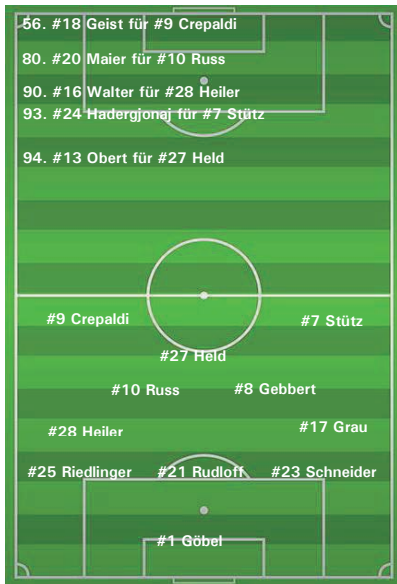 56. #18 Geist für #9 Crepaldi
80. #20 Maier für #10 Russ
90. #16 Walter für #28 Heiler
93. #24 Hadergjonaj für #7 Stütz
94. #13 Obert für #27 Held
#9 Crepaldi #7 Stütz
#27 Held
#10 Russ #8 Gebbert
#28 Heiler #17 Grau
#25 Riedlinger #21 Rudloff #23 Schneider
#1 Göbel